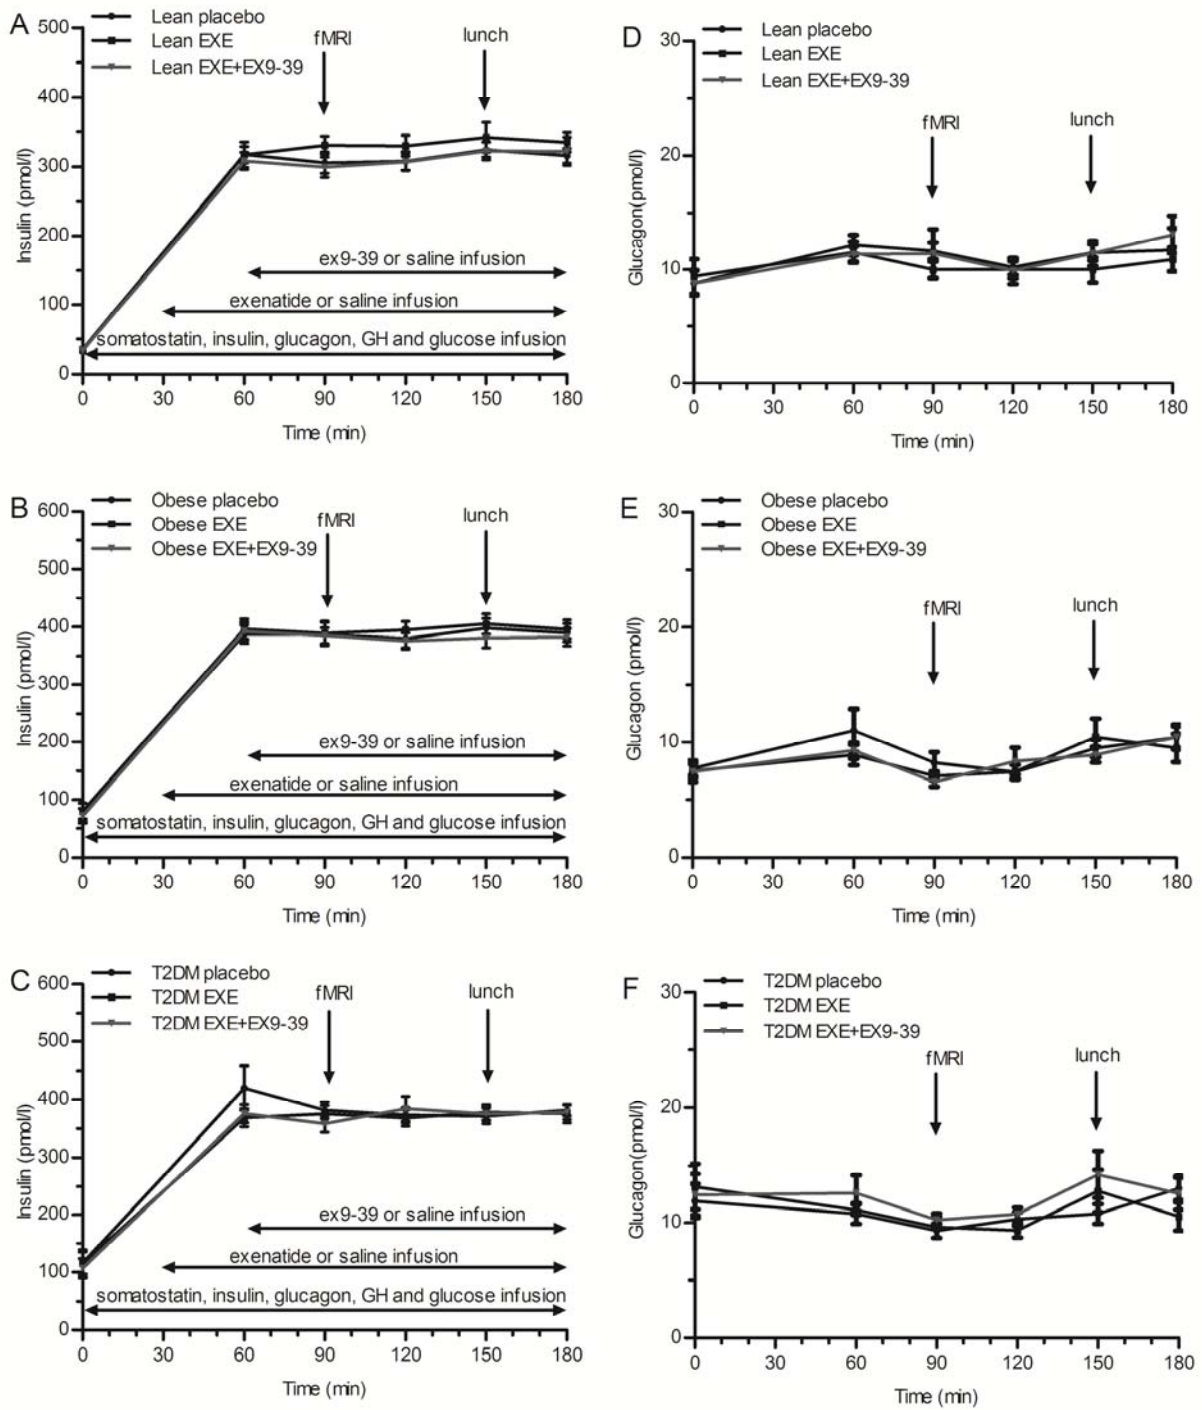 A
Lean placebo
Lean EXE
Lean EXE+EX9-39
fMRI
lunch
500
400
300
200
100
0
Insulin (pmol/l)
ex9-39 or saline infusion
exenatide or saline infusion
somatostatin, insulin, glucagon, GH and glucose infusion
0 30 60 90 120 150 180
Time (min)
D
Lean placebo
Lean EXE
Lean EXE+EX9-39
fMRI
lunch
30
20
10
0
Glucagon(pmol/l)
0 30 60 90 120 150 180
Time (min)
B
Obese placebo
Obese EXE
Obese EXE+EX9-39
fMRI
lunch
600
500
400
300
200
100
0
Insulin (pmol/l)
ex9-39 or saline infusion
exenatide or saline infusion
somatostatin, insulin, glucagon, GH and glucose infusion
0 30 60 90 120 150 180
Time (min)
E
Obese placebo
Obese EXE
Obese EXE+EX9-39
fMRI
lunch
30
20
10
0
Glucagon (pmol/l)
0 30 60 90 120 150 180
Time (min)
C
T2DM placebo
T2DM EXE
T2DM EXE+EX9-39
fMRI
lunch
600
500
400
300
200
100
0
Insulin (pmol/l)
ex9-39 or saline infusion
exenatide or saline infusion
somatostatin, insulin, glucagon, GH and glucose infusion
0 30 60 90 120 150 180
Time (min)
F
T2DM placebo
T2DM EXE
T2DM EXE+EX9-39
fMRI
lunch
30
20
10
0
Glucagon(pmol/l)
0 30 60 90 120 150 180
Time (min)